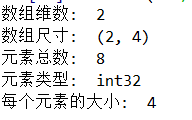 数组维数： 2
数组尺寸： (2, 4)
元素总数： 8
元素类型： int32
每个元素的大小： 4